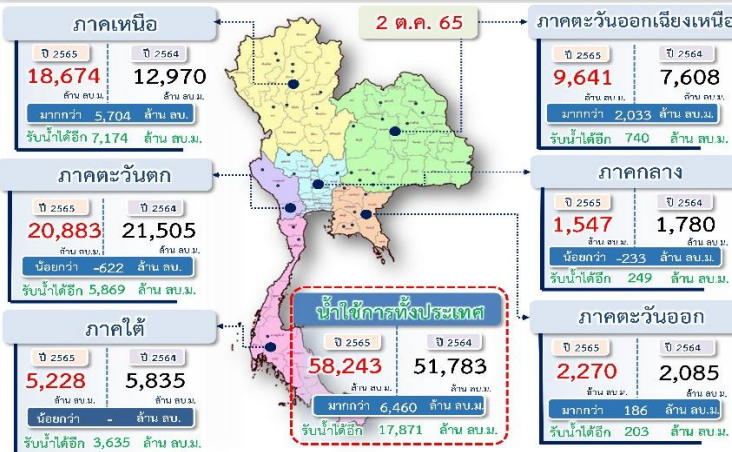 ภาคเหนือ
ปี 2565 ปี 2564
18,674 12,970
ล้าน ลบ.ม. ล้าน ลบ.ม.
มากกว่า 5,704 ล้าน ลบ.ม.
รับน้ำได้อีก 7,174 ล้าน ลบ.ม.
2 ต.ค. 65
ภาคตะวันออกเฉียงเหนือ
ปี 2565 ปี 2564
9,641 7,608
ล้าน ลบ.ม. ล้าน ลบ.ม.
มากกว่า 2,033 ล้าน ลบ.ม.
รับน้ำได้อีก 740 ล้าน ลบ.ม.
ภาคตะวันตก
ปี 2565 ปี 2564
20,883 21,505
ล้าน ลบ.ม. ล้าน ลบ.ม.
น้อยกว่า -622 ล้าน ลบ.
รับน้ำได้อีก 5,869 ล้าน ลบ.ม.
ภาคกลาง
ปี 2565 ปี 2564
1,547 1,780
ล้าน ลบ.ม. ล้าน ลบ.ม.
น้อยกว่า -233 ล้าน ลบ.ม.
รับน้ำได้อีก 249 ล้าน ลบ.ม.
ภาคใต้
ปี 2565 ปี 2564
5,228 5,835
ล้าน ลบ.ม. ล้าน ลบ.ม.
น้อยกว่า - ล้าน ลบ.
รับน้ำได้อีก 3,635 ล้าน ลบ.ม.
น้ำใช้การทั้งประเทศ
ปี 2565 ปี 2564
58,243 51,783
ล้าน ลบ.ม. ล้าน ลบ.ม.
มากกว่า 6,460 ล้าน ลบ.ม.
รับน้ำได้อีก 17,871 ล้าน ลบ.ม.
ภาคตะวันออก
ปี 2565 ปี 2564
2,270 2,085
ล้าน ลบ.ม. ล้าน ลบ.ม.
มากกว่า 186 ล้าน ลบ.ม.
รับน้ำได้อีก 203 ล้าน ลบ.ม.